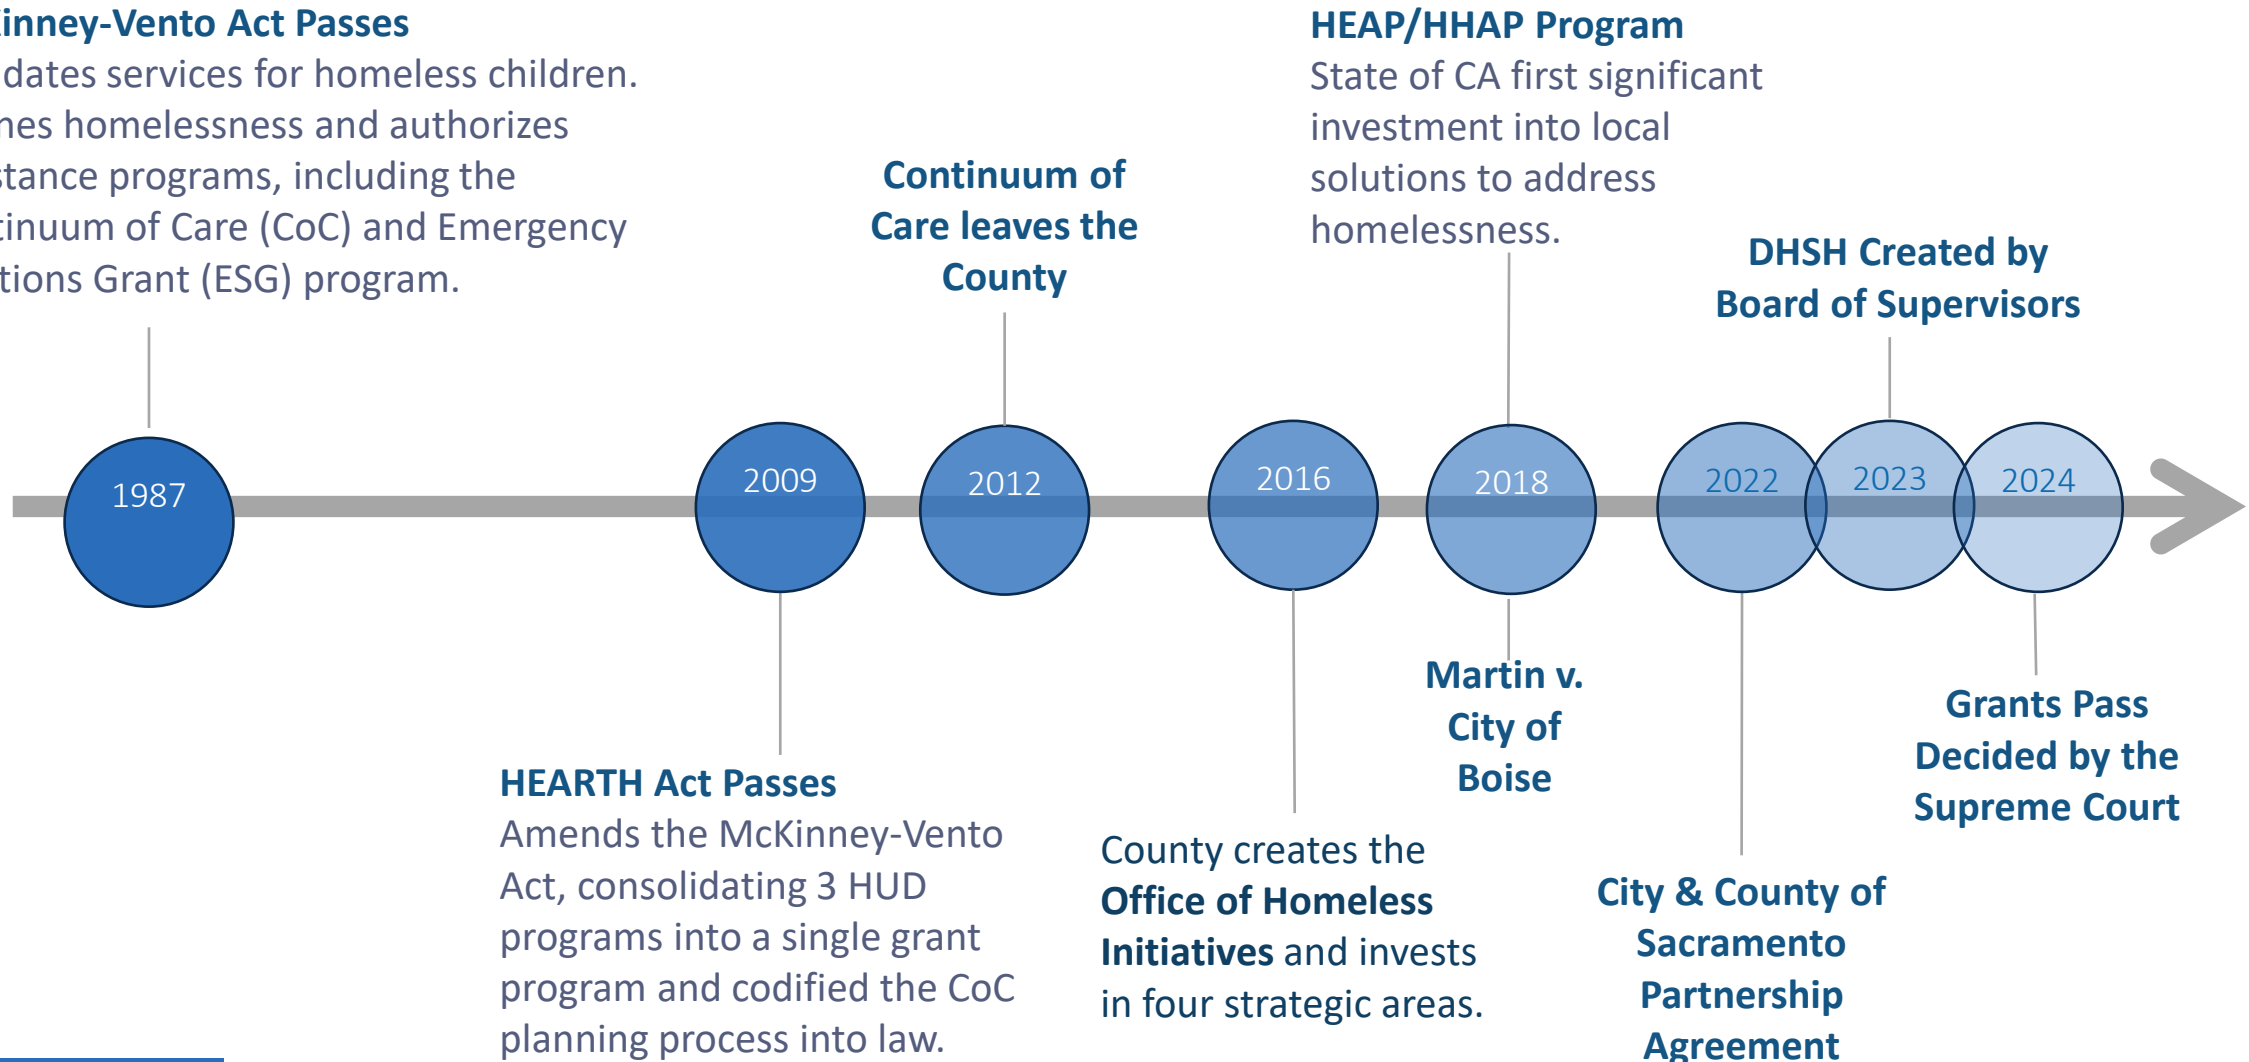 inney-Vento Act Passes
dates services for homeless children.
nes homelessness and authorizes
stance programs, including the
tinuum of Care (CoC) and Emergency
tions Grant (ESG) program.
Continuum of
Care leaves the
County
HEAP/HHAP Program
State of CA first significant
investment into local
solutions to address
homelessness.
DHSH Created by
Board of Supervisors
1987
2009
2012
2016
2018
2022
2023
2024
HEARTH Act Passes
Amends the McKinney-Vento
Act, consolidating 3 HUD
programs into a single grant
program and codified the CoC
planning process into law.
County creates the
Office of Homeless
Initiatives and invests
in four strategic areas.
Martin v.
City of
Boise
City & County of
Sacramento
Partnership
Agreement
Grants Pass
Decided by the
Supreme Court